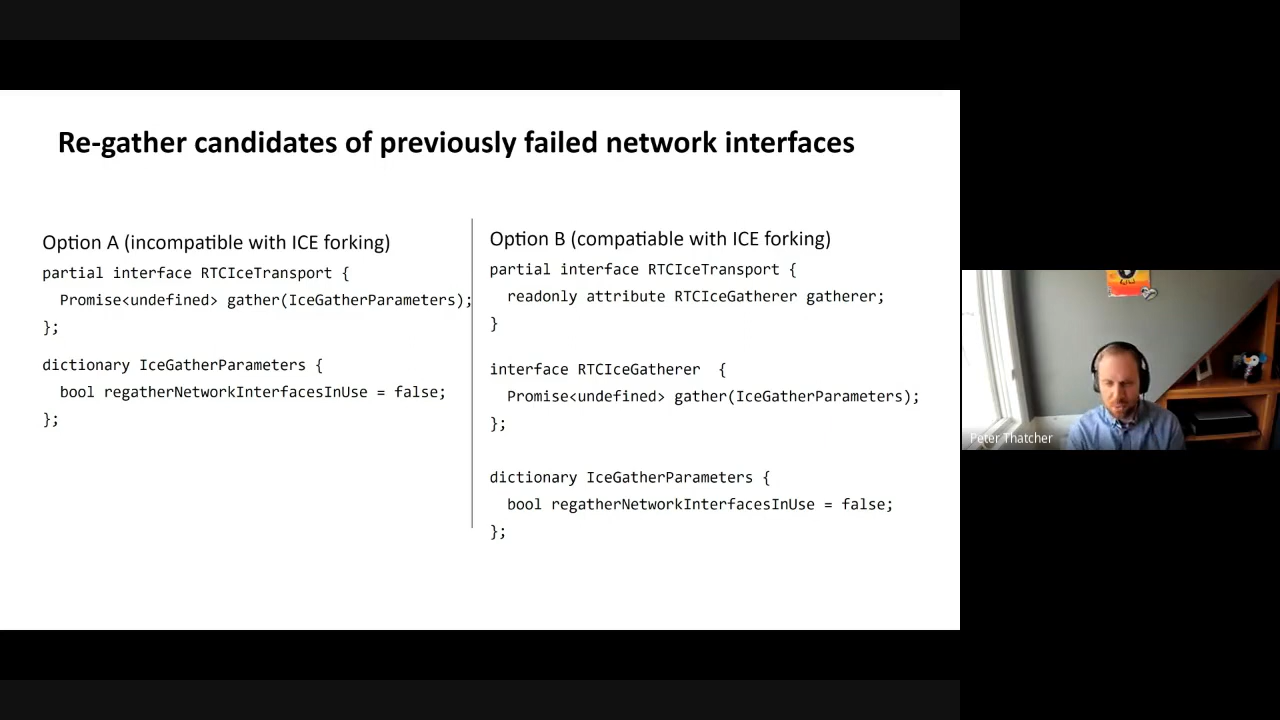 Re-gather candidates of previously failed network interfaces
Option A (incompatible with ICE forking)
partial interface RTCIceTransport {
Promise<undefined> gather(IceGatherParameters);
};
dictionary IceGatherParameters {
bool regatherNetworkInterfacesInUse = false;
};
Option B (compatiable with ICE forking)
partial interface RTCIceTransport {
readonly attribute RTCIceGatherer gatherer;
}
interface RTCIceGatherer {
Promise<undefined> gather(IceGatherParameters);
};
dictionary IceGatherParameters {
bool regatherNetworkInterfacesInUse = false;
};
Peter Thatcher